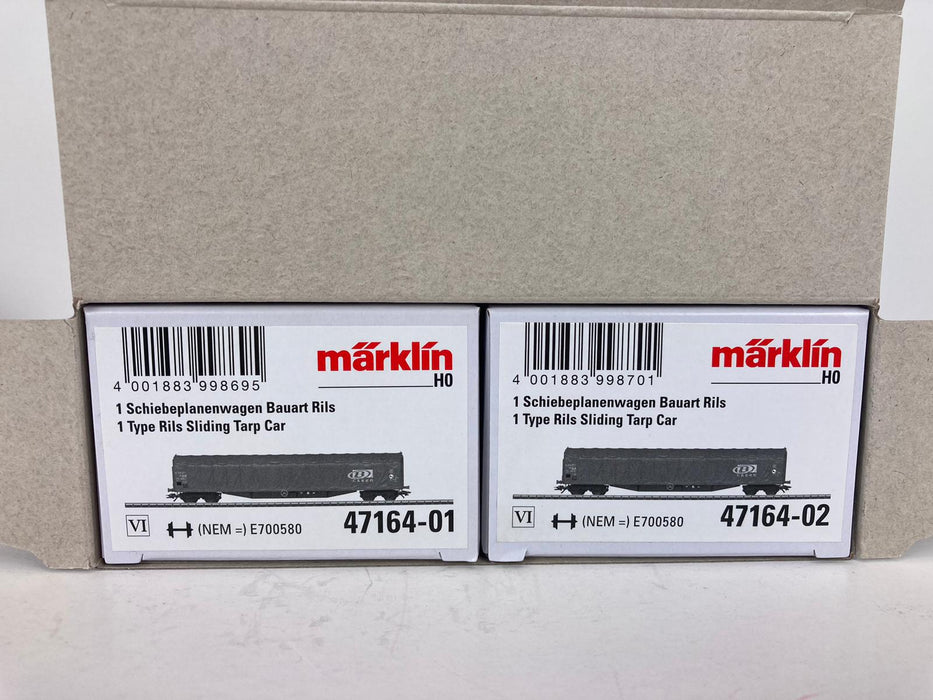 4 001883 998695
märklín
H0
1 Schiebeplanenwagen Bauart Rils
1 Type Rils Sliding Tarp Car
VI
(NEM =) E700580
47164-01
4 001883 998701
märklín
H0
1 Schiebeplanenwagen Bauart Rils
1 Type Rils Sliding Tarp Car
VI
(NEM =) E700580
47164-02